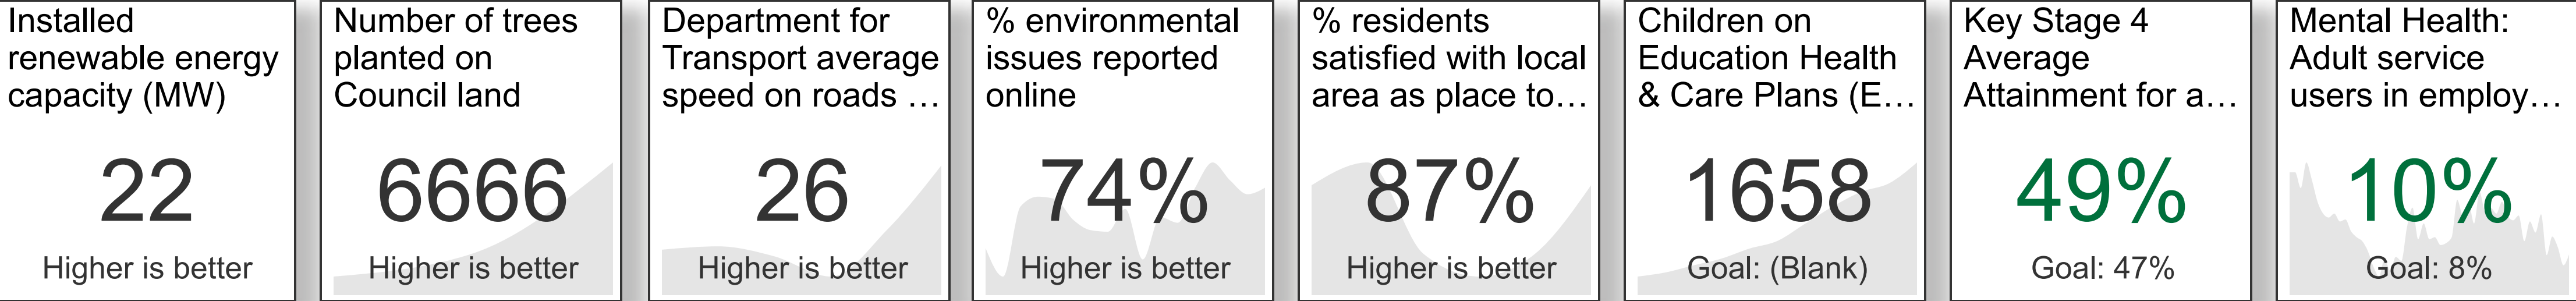 Installed
renewable energy
capacity (MW)
22
Higher is better
Number of trees
planted on
Council land
6666
Higher is better
Department for
Transport average
speed on roads …
26
Higher is better
% environmental
issues reported
online
74%
Higher is better
% residents
satisfied with local
area as place to…
87%
Higher is better
Children on
Education Health
& Care Plans (E…
1658
Goal: (Blank)
Key Stage 4
Average
Attainment for a…
49%
Goal: 47%
Mental Health:
Adult service
users in employ…
10%
Goal: 8%